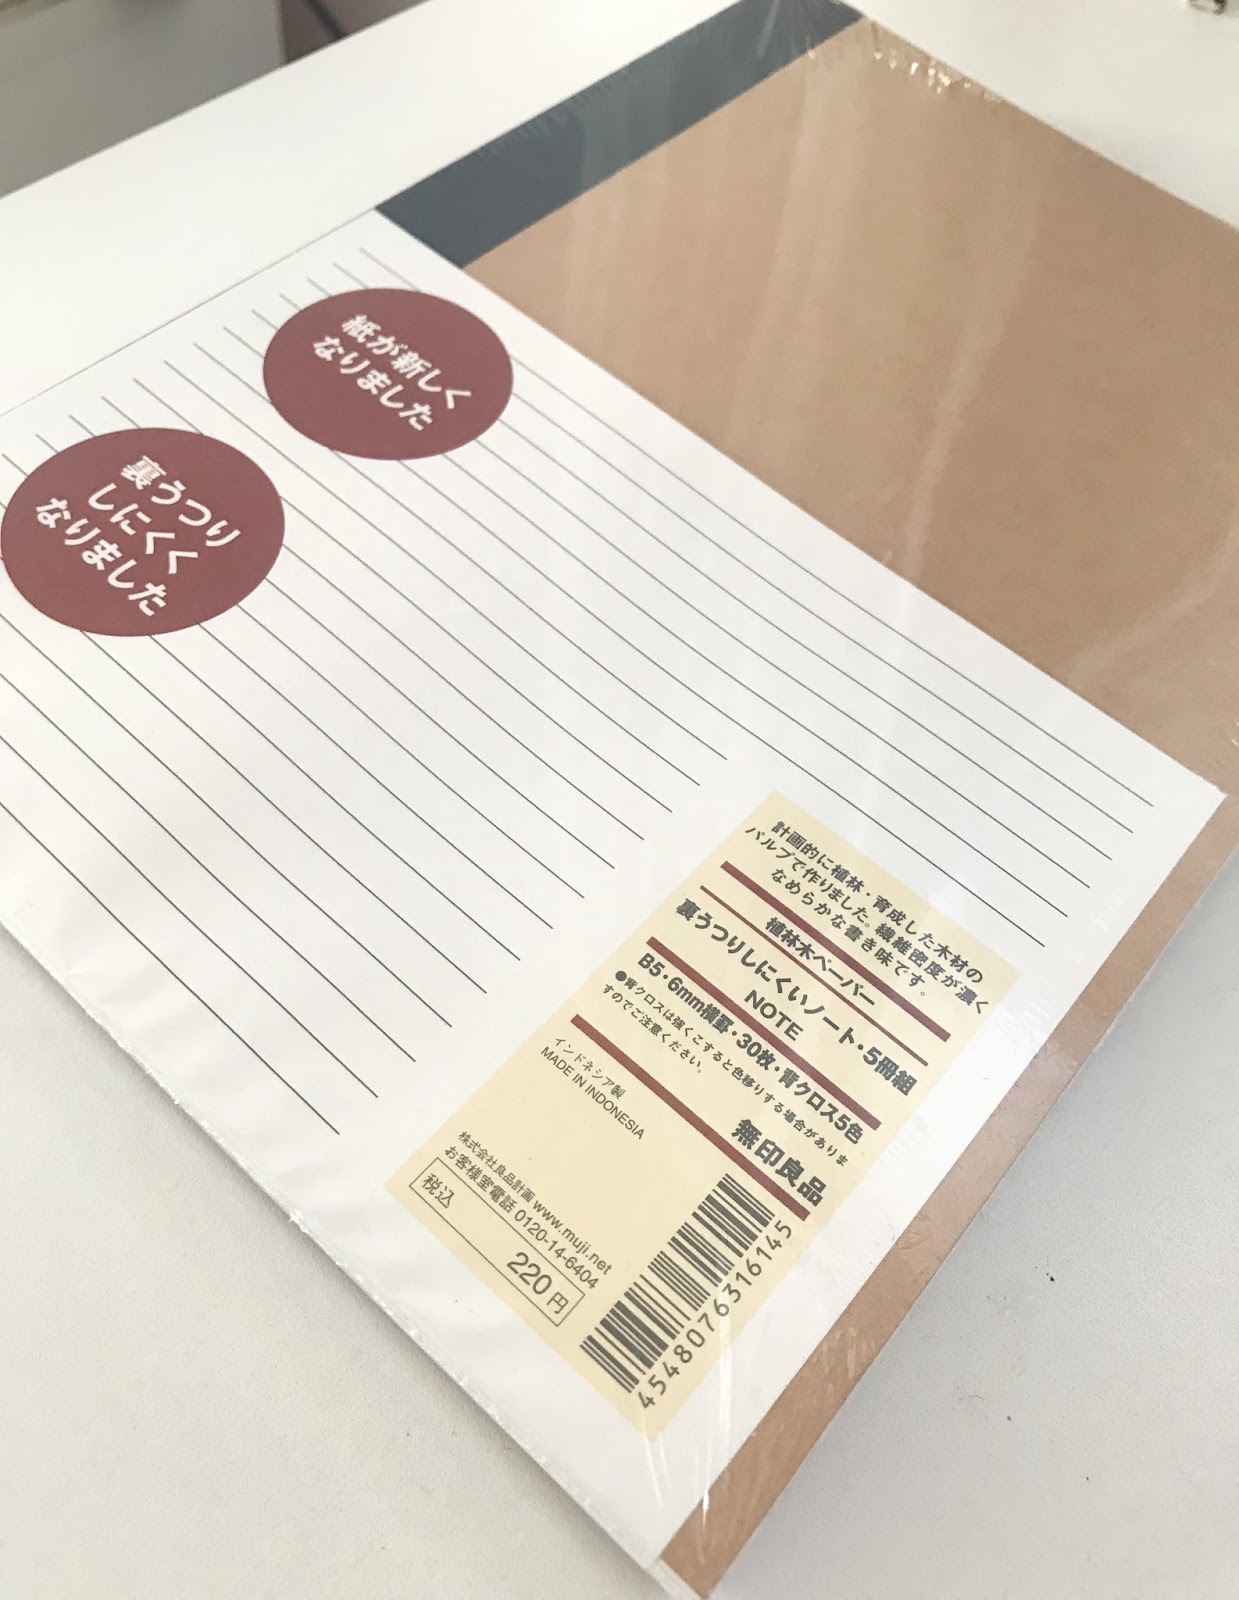 紙が新しく
なりました
裏うつり
しにくく
なりました
計画的に植林・育成した木材の
パルプで作りました。繊維密度が濃く
なめらかな書き味です。
植林木ペーパー
裏うつりしにくいノート・5冊組
NOTE
B5・6mm横罫・30枚・背クロス5色
●背クロスは強くこすると色移りする場合がありま
すのでご注意ください。
無印良品
インドネシア製
MADE IN INDONESIA
株式会社良品計画 www.muji.net
お客様室電話 0120-14-6404
税込 220円
4548076316145